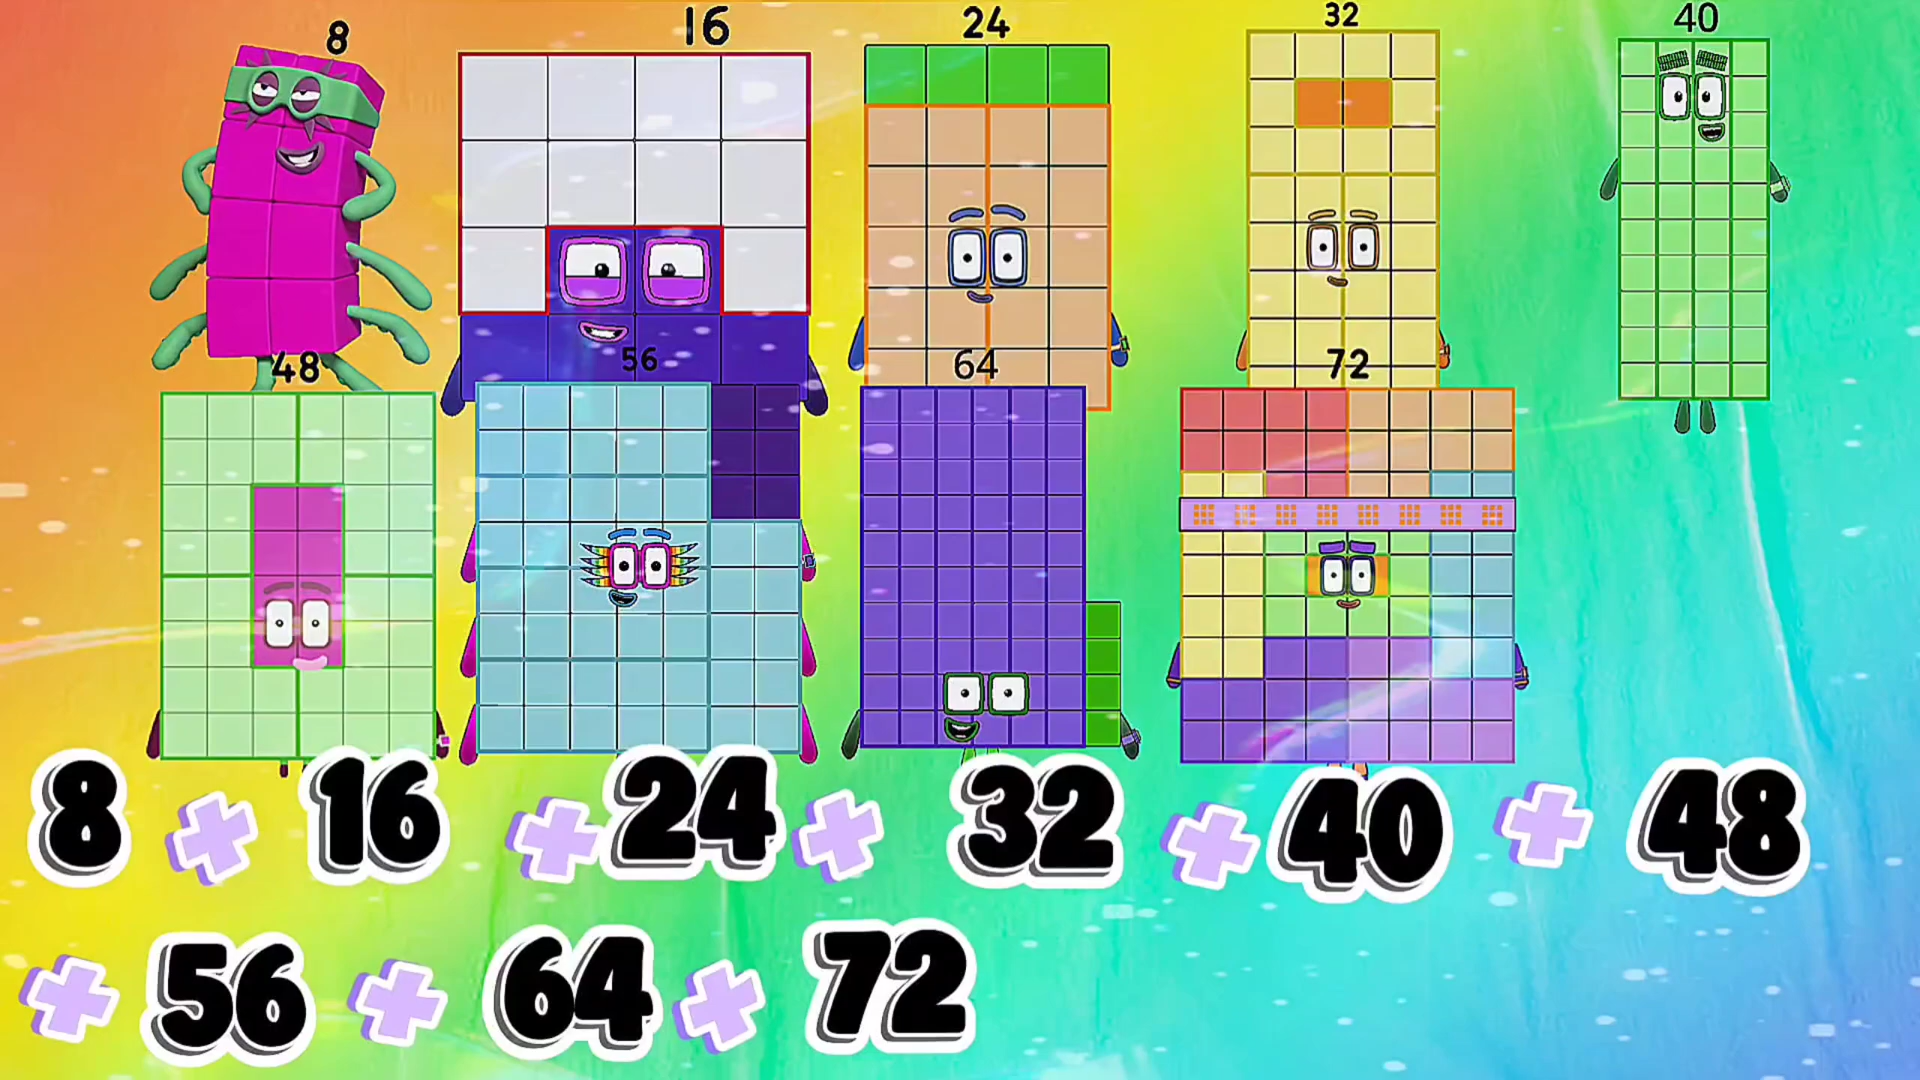 8 16 24 32 40
48 56 64 72
8 + 16 + 24 + 32 + 40 + 48
+ 56 + 64 + 72